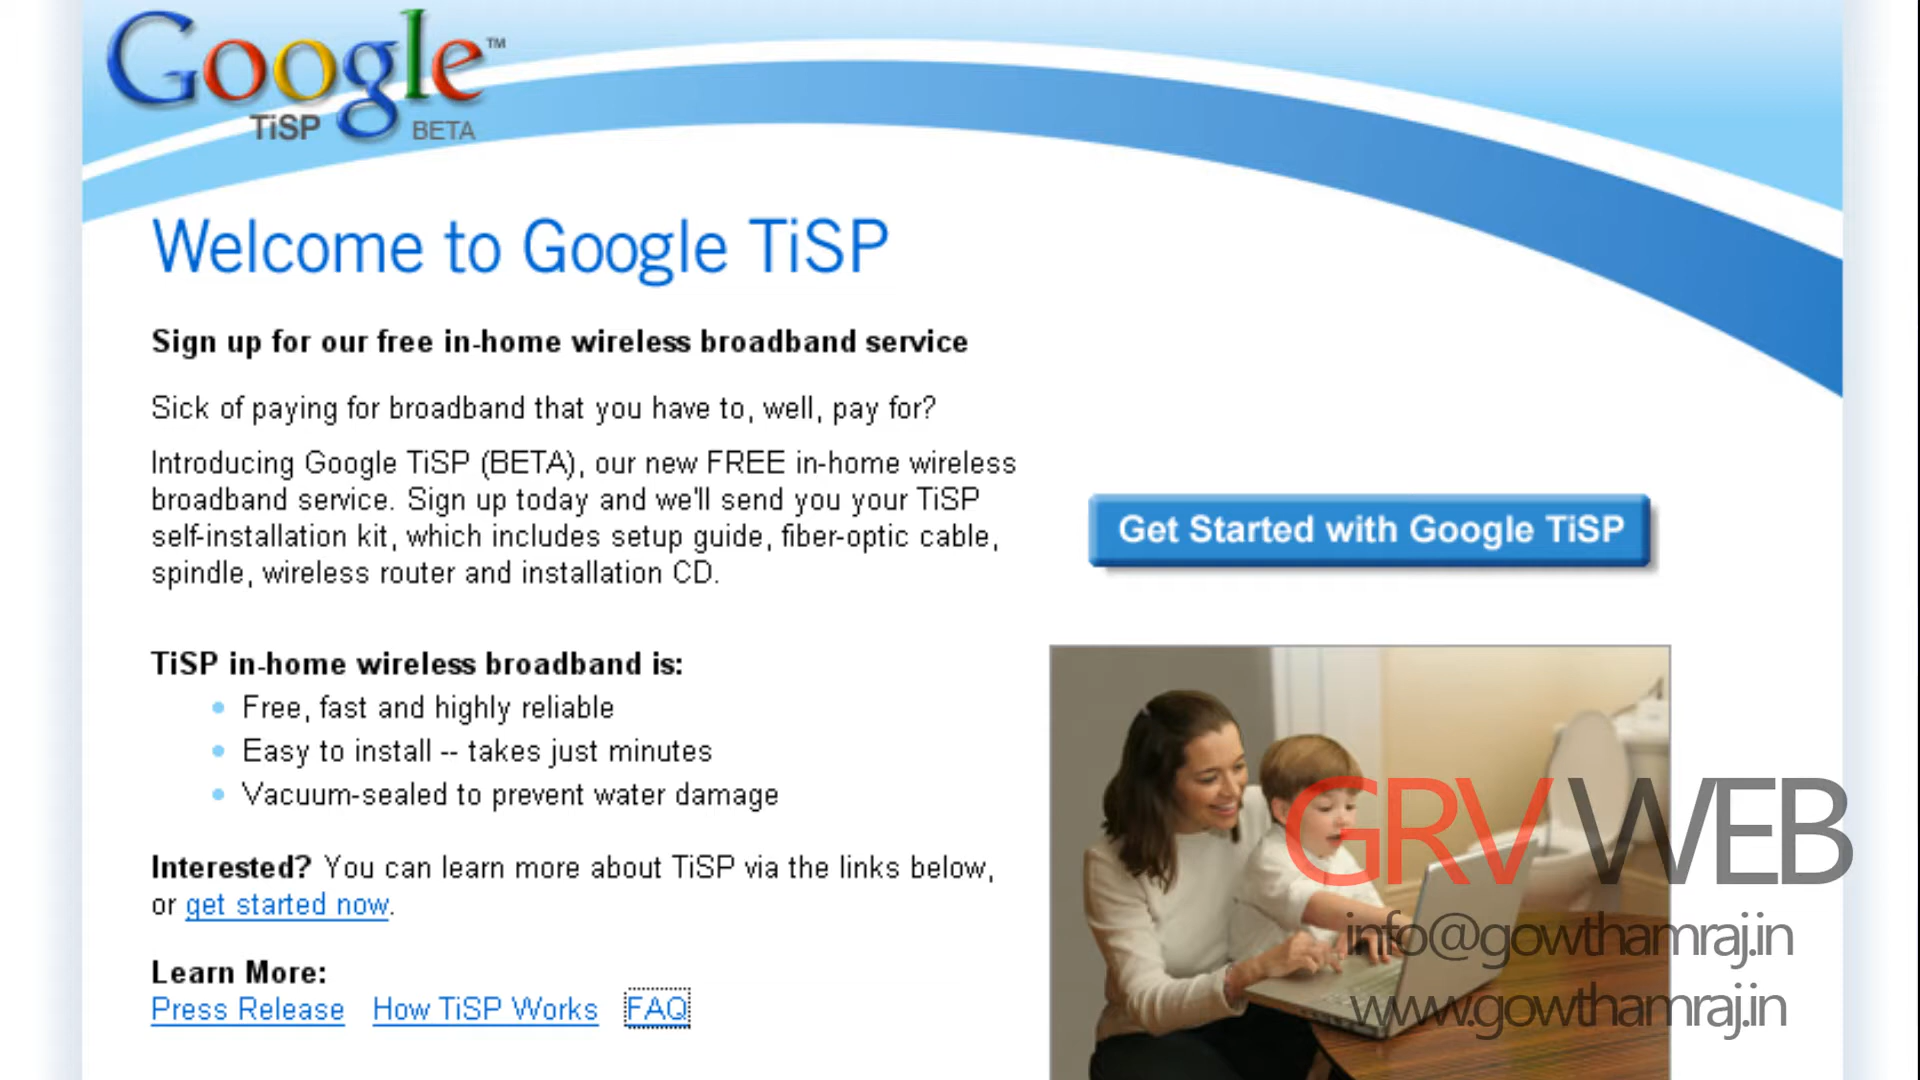 Google™
TiSP BETA
Welcome to Google TiSP
Sign up for our free in-home wireless broadband service
Sick of paying for broadband that you have to, well, pay for?
Introducing Google TiSP (BETA), our new FREE in-home wireless
broadband service. Sign up today and we'll send you your TiSP
self-installation kit, which includes setup guide, fiber-optic cable,
spindle, wireless router and installation CD.
Get Started with Google TiSP
TiSP in-home wireless broadband is:
Free, fast and highly reliable
Easy to install -- takes just minutes
Vacuum-sealed to prevent water damage
Interested? You can learn more about TiSP via the links below,
or get started now.
Learn More:
Press Release How TiSP Works FAQ
GRV WEB
info@gowthamraj.in
www.gowthamraj.in